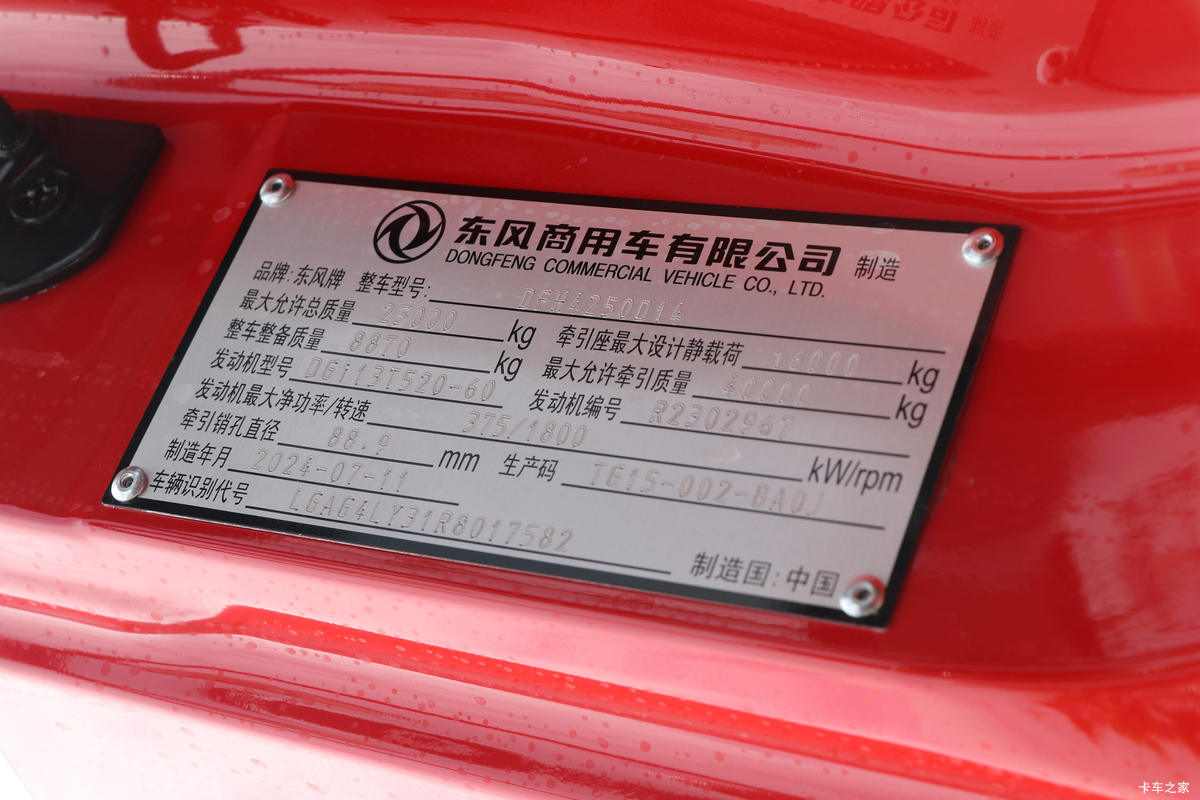 东风商用车有限公司 制造
DONGFENG COMMERCIAL VEHICLE CO., LTD.
品牌:东风牌 整车型号: DFH4250D14
最大允许总质量 25000 kg 牵引座最大设计静载荷 16000 kg
整车整备质量 8870 kg 最大允许牵引质量 40000 kg
发动机型号 DGi13T520-60 发动机编号 R2302967
发动机最大净功率/转速 375/1800 kW/rpm
牵引销孔直径 88.9 mm 生产码 TG15-002-8A0J
制造年月 2024-07-11
车辆识别代号 LGAG4LY31R8017582
制造国:中国
卡车之家